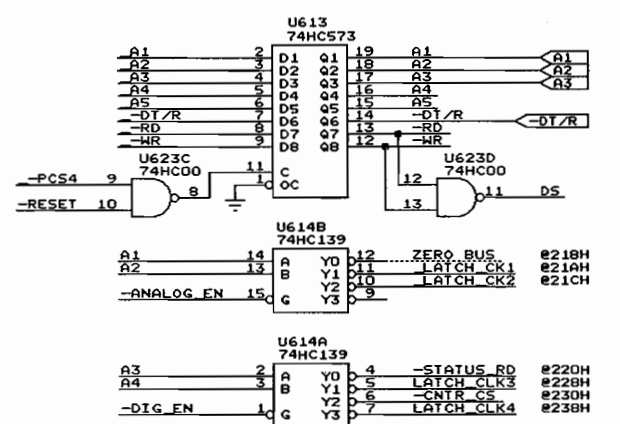 U613
74HC573
A1 2 D1 Q1 19 A1 A1
A2 3 D2 Q2 18 A2 A2
A3 4 D3 Q3 17 A3 A3
A4 5 D4 Q4 16 A4
A5 6 D5 Q5 15 A5
-DT/R 7 D6 Q6 14 -DT/R -DT/R
-RD 8 D7 Q7 13 -RD
-WR 9 D8 Q8 12 -WR
U623C
74HC00
-PCS4 9
-RESET 10
8
11 C
1 OC
U623D
74HC00
12
13
11 DS
U614B
74HC139
A1 14 A Y0 12 ZERO_BUS @218H
A2 13 B Y1 11 LATCH_CK1 @21AH
Y2 10 LATCH_CK2 @21CH
-ANALOG_EN 15 G Y3 9
U614A
74HC139
A3 2 A Y0 4 -STATUS_RD @220H
A4 3 B Y1 5 LATCH_CLK3 @228H
Y2 6 -CNTR_CS @230H
-DIG_EN 1 G Y3 7 LATCH_CLK4 @238H